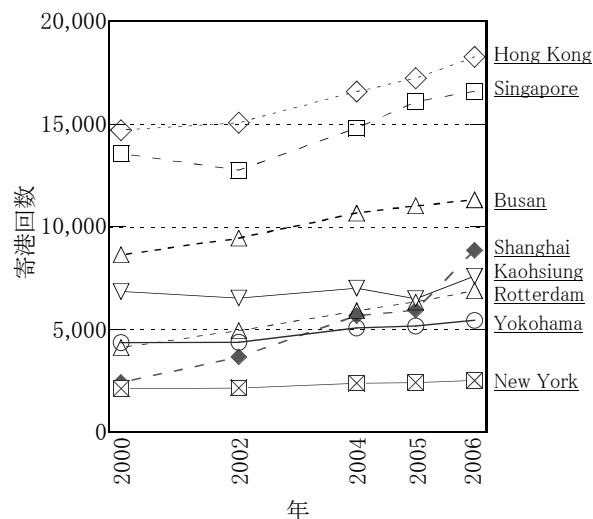 20,000
15,000
10,000
5,000
0
寄港回数
Hong Kong
Singapore
Busan
Shanghai
Kaohsiung
Rotterdam
Yokohama
New York
2000
2002
2004
2005
2006
年